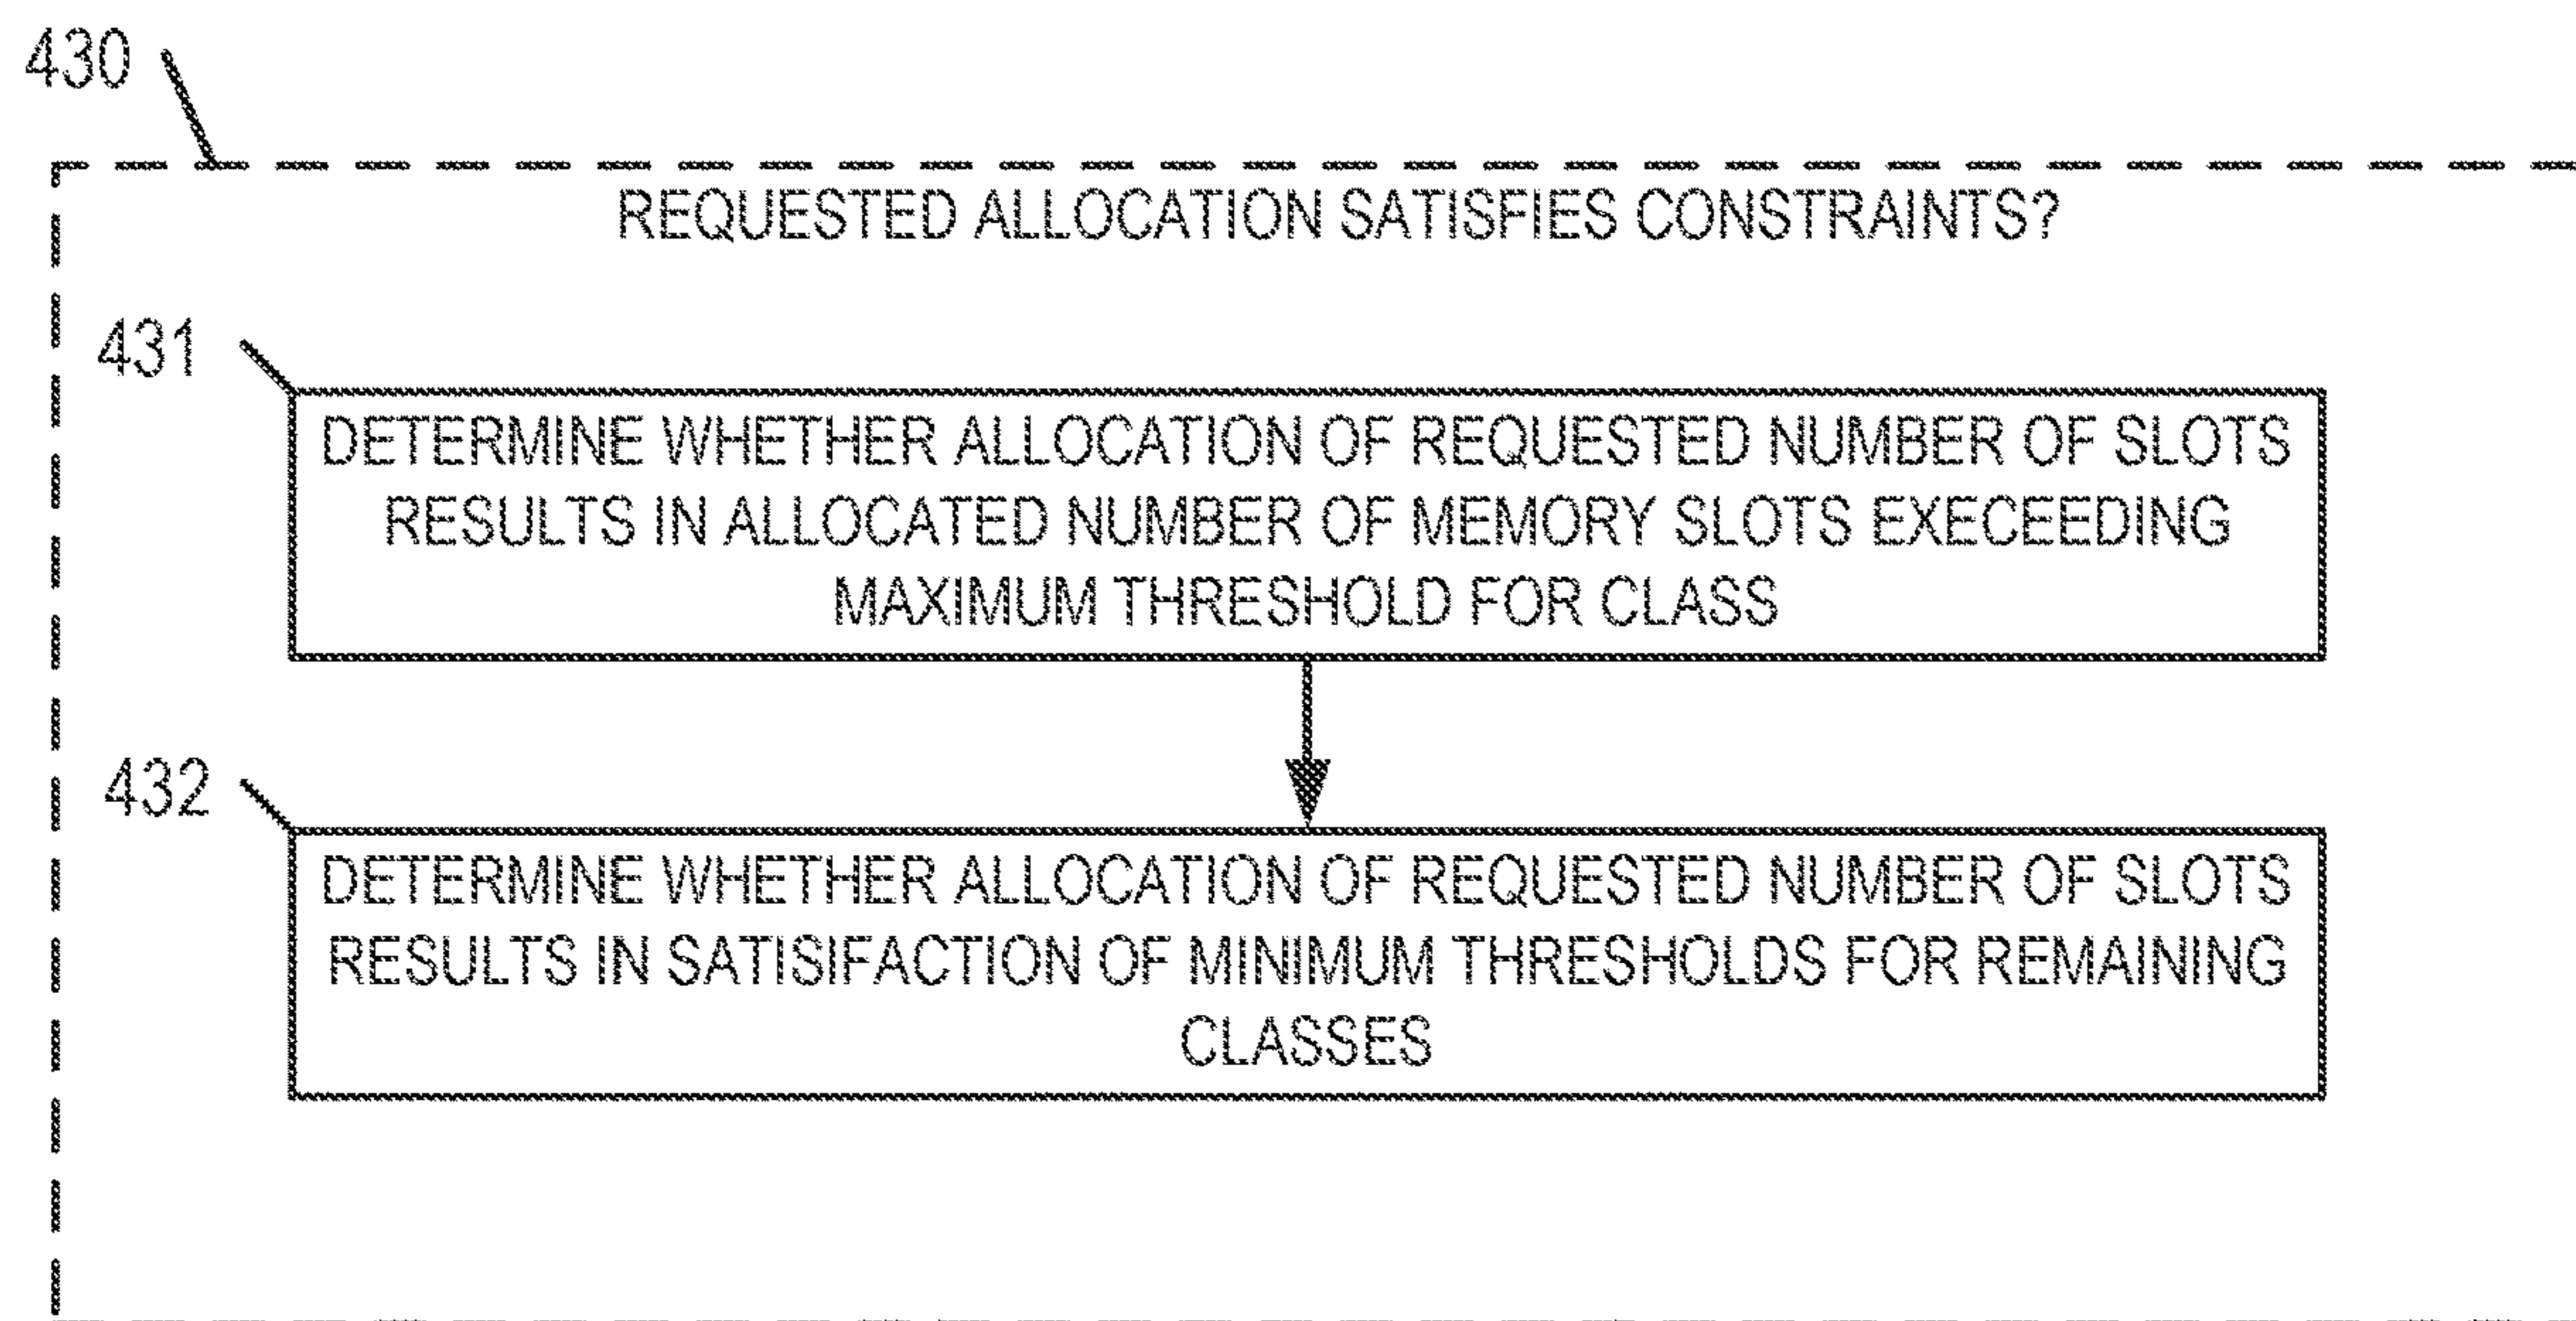 430
REQUESTED ALLOCATION SATISFIES CONSTRAINTS?
431
DETERMINE WHETHER ALLOCATION OF REQUESTED NUMBER OF SLOTS
RESULTS IN ALLOCATED NUMBER OF MEMORY SLOTS EXECEEDING
MAXIMUM THRESHOLD FOR CLASS
432
DETERMINE WHETHER ALLOCATION OF REQUESTED NUMBER OF SLOTS
RESULTS IN SATISIFACTION OF MINIMUM THRESHOLDS FOR REMAINING
CLASSES